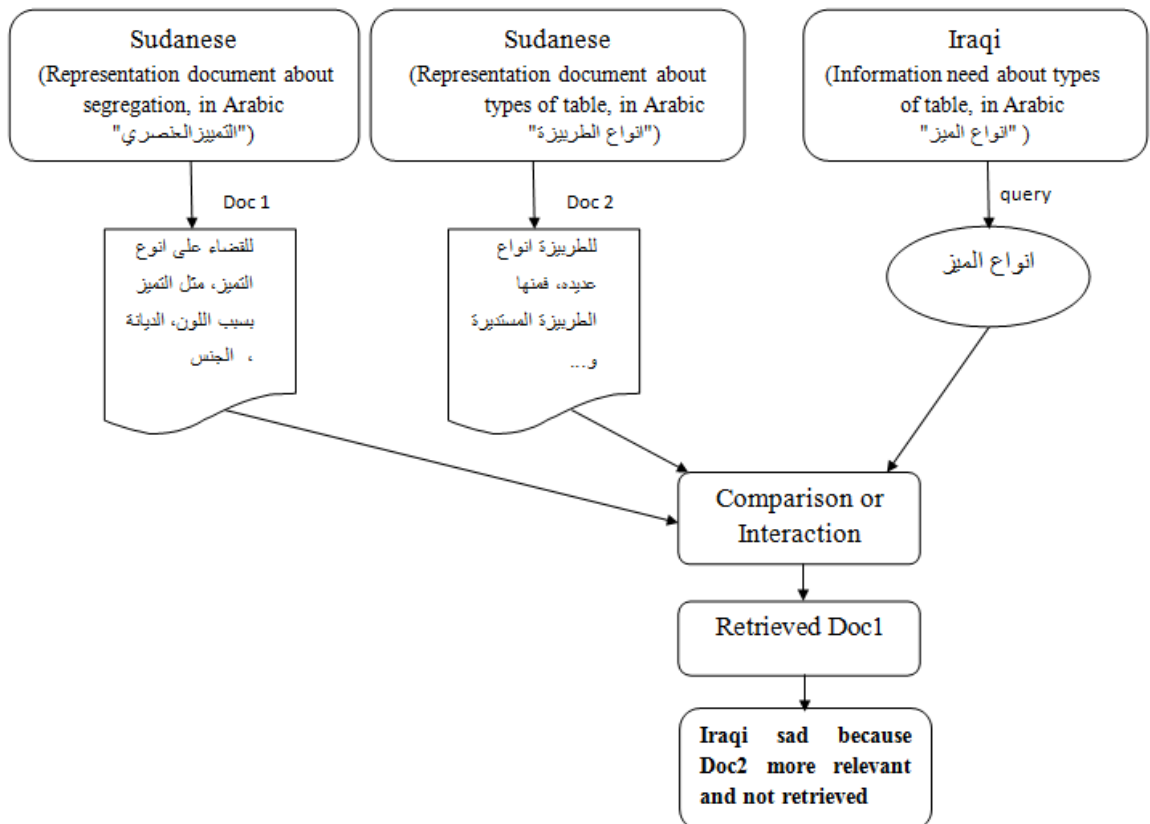 Sudanese
(Representation document about
segregation, in Arabic
"التمييزالعنصري")
Sudanese
(Representation document about
types of table, in Arabic
"انواع الطربيزة")
Iraqi
(Information need about types
of table, in Arabic
"انواع الميز" )
Doc 1
Doc 2
query
للقضاء على انوع
التميز، مثل التميز
بسبب اللون، الديانة
، الجنس
للطربيزة انواع
عديده، فمنها
الطربيزة المستديرة
و...
انواع الميز
Comparison or
Interaction
Retrieved Doc1
Iraqi sad because
Doc2 more relevant
and not retrieved